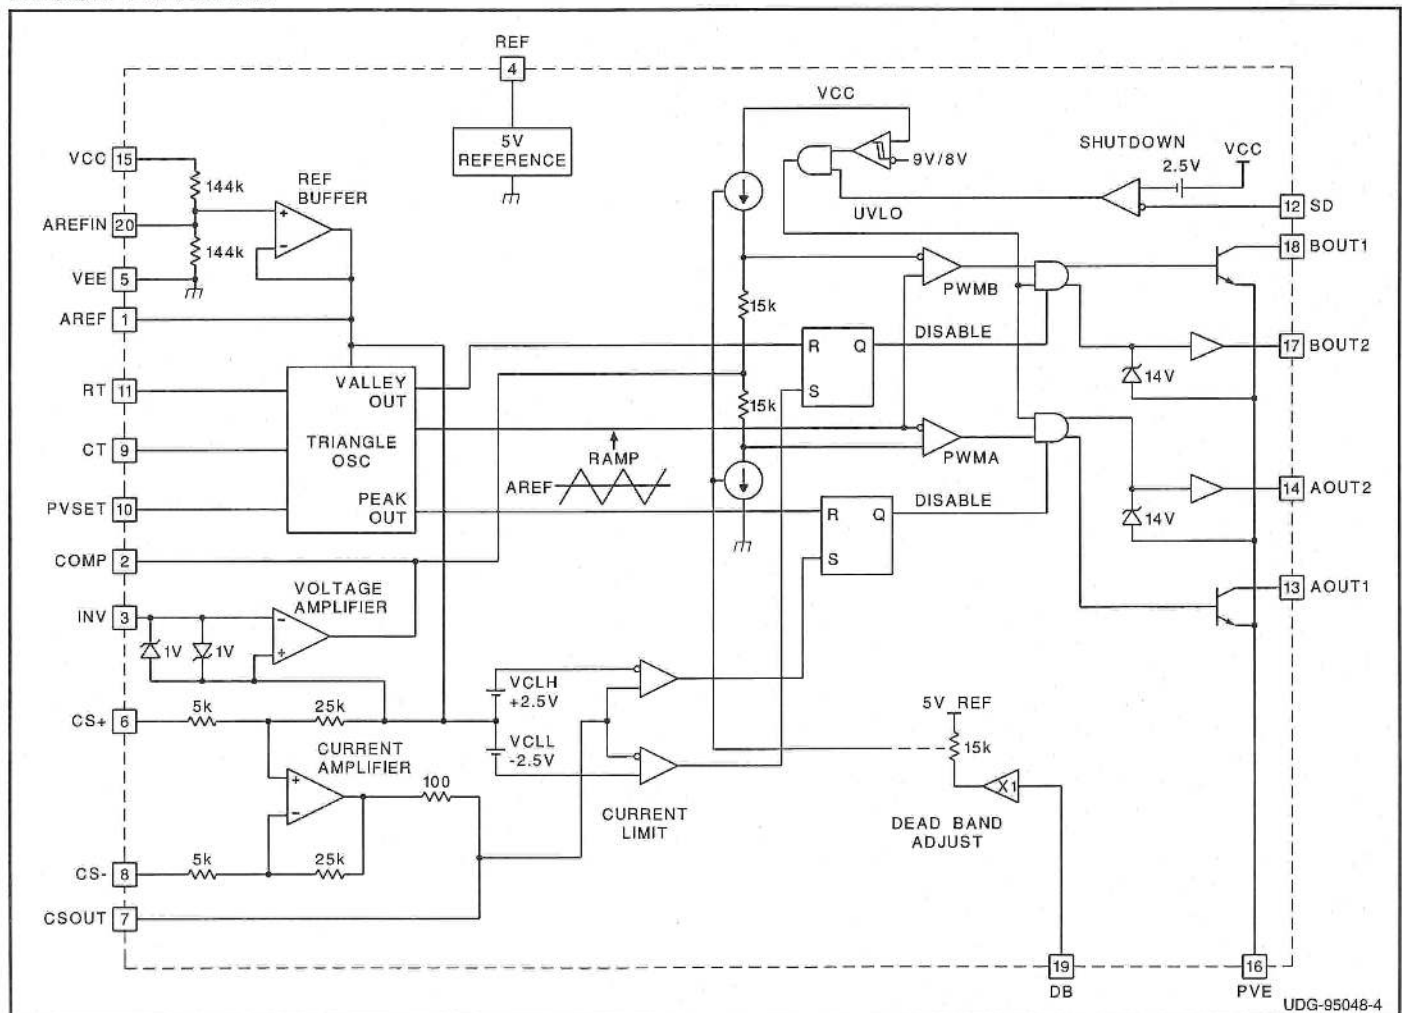 REF
4
VCC
5V
REFERENCE
SHUTDOWN
VCC
2.5V
9V/8V
UVLO
VCC 15
144k
REF
BUFFER
AREFIN 20
144k
VEE 5
AREF 1
12 SD
18 BOUT1
PWMB
15k
DISABLE
17 BOUT2
R Q
S
14V
RT 11
VALLEY
OUT
15k
CT 9
TRIANGLE
OSC
RAMP
AREF
PWMA
PVSET 10
PEAK
OUT
14 AOUT2
14V
DISABLE
R Q
S
COMP 2
VOLTAGE
AMPLIFIER
INV 3
1V
1V
13 AOUT1
VCLH
+2.5V
5V REF
15k
CS+ 6
5k
25k
VCLL
-2.5V
CURRENT
AMPLIFIER
100
X1
CURRENT
LIMIT
DEAD BAND
ADJUST
CS- 8
5k
25k
CSOUT 7
19
DB
16
PVE
UDG-95048-4
+
-
-
+
+
-